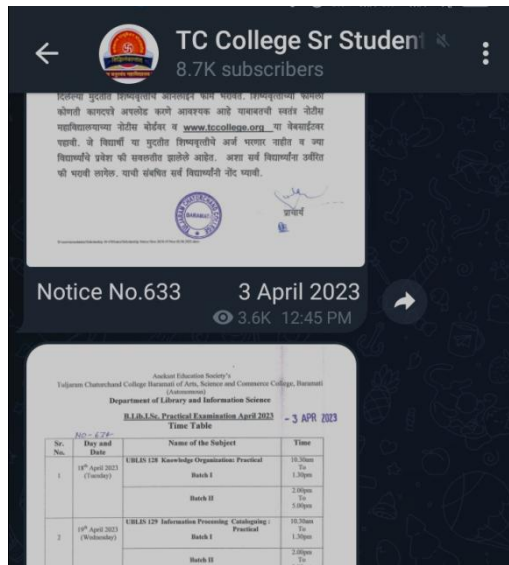 TC College Sr Student
8.7K subscribers
दिलेल्या मुदतीत शिष्यवृत्तीचे ऑनलाईन फॉर्म भरावेत. शिष्यवृत्तीच्या फॉर्मला
कोणती कागदपत्रे अपलोड करणे आवश्यक आहे याबाबतची स्वतंत्र नोटीस
महाविद्यालयाच्या नोटीस बोर्डवर व www.tccollege.org या वेबसाईटवर
पहावी. जे विद्यार्थी या मुदतीत शिष्यवृत्तीचे अर्ज भरणार नाहीत व ज्या
विद्यार्थ्यांचे प्रवेश फी सवलतीत झालेले आहेत. अशा सर्व विद्यार्थ्यांना उर्वरित
फी भरावी लागेल. याची संबंधित सर्व विद्यार्थ्यांनी नोंद घ्यावी.
BARAMATI
प्राचार्य
Notice No.633 3 April 2023
3.6K 12:45 PM
Anekant Education Society's
Tuljaram Chaturchand College Baramati of Arts, Science and Commerce College, Baramati
(Autonomous)
Department of Library and Information Science
B.Lib.I.Sc. Practical Examination April 2023
- 3 APR 2023
Time Table
NO - 634
Sr. No. Day and Date Name of the Subject Time
1 18th April 2023 (Tuesday) UBLIS 128 Knowledge Organization: Practical
Batch I 10.30am To 1.30pm
Batch II 2.00pm To 5.00pm
2 19th April 2023 (Wednesday) UBLIS 129 Information Processing Cataloguing : Practical
Batch I 10.30am To 1.30pm
Batch II 2.00pm To